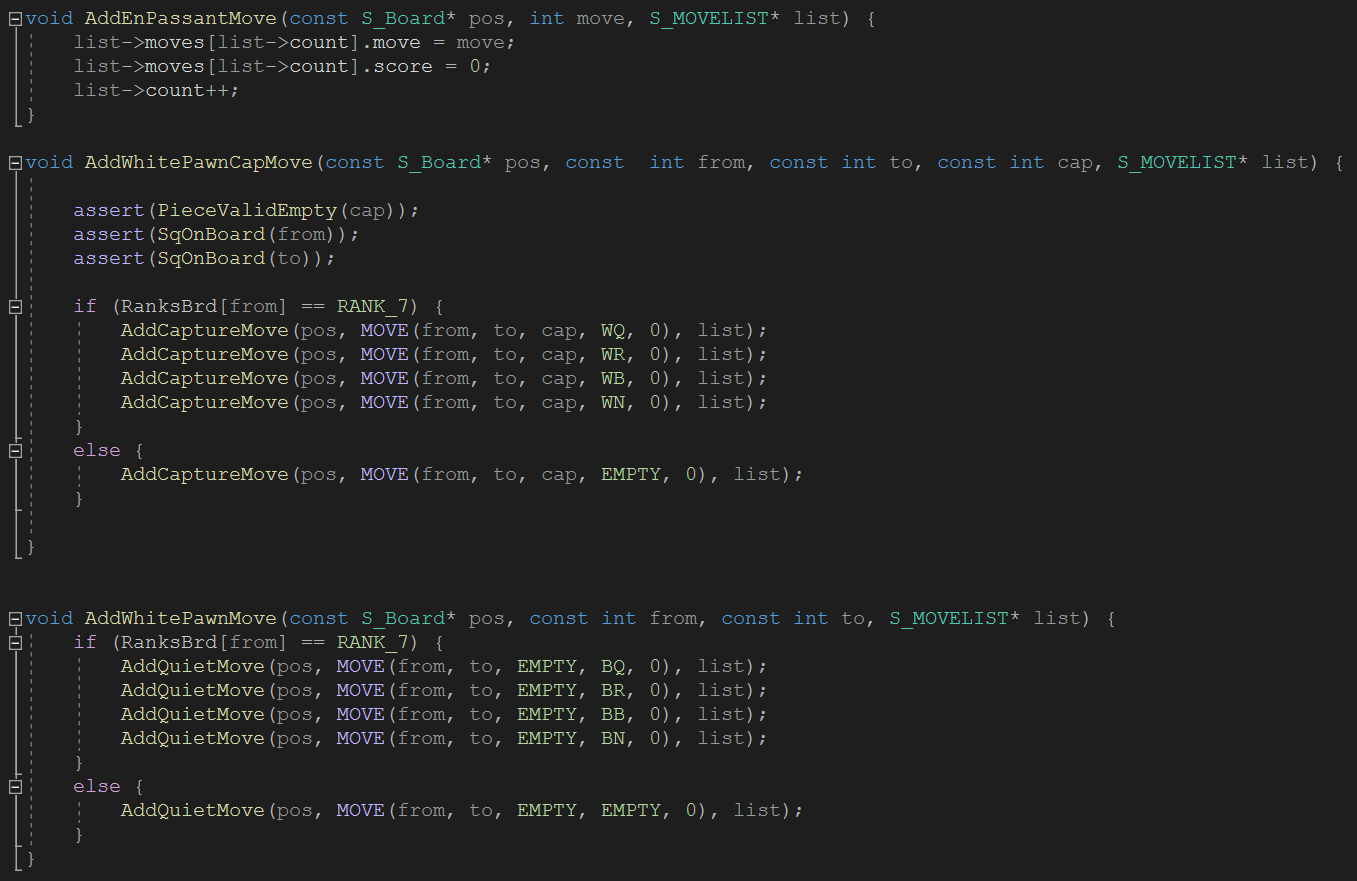 void AddEnPassantMove(const S_Board* pos, int move, S_MOVELIST* list) {
    list->moves[list->count].move = move;
    list->moves[list->count].score = 0;
    list->count++;
}
void AddWhitePawnCapMove(const S_Board* pos, const  int from, const int to, const int cap, S_MOVELIST* list) {
    assert(PieceValidEmpty(cap));
    assert(SqOnBoard(from));
    assert(SqOnBoard(to));
    if (RanksBrd[from] == RANK_7) {
        AddCaptureMove(pos, MOVE(from, to, cap, WQ, 0), list);
        AddCaptureMove(pos, MOVE(from, to, cap, WR, 0), list);
        AddCaptureMove(pos, MOVE(from, to, cap, WB, 0), list);
        AddCaptureMove(pos, MOVE(from, to, cap, WN, 0), list);
    }
    else {
        AddCaptureMove(pos, MOVE(from, to, cap, EMPTY, 0), list);
    }
}
void AddWhitePawnMove(const S_Board* pos, const int from, const int to, S_MOVELIST* list) {
    if (RanksBrd[from] == RANK_7) {
        AddQuietMove(pos, MOVE(from, to, EMPTY, BQ, 0), list);
        AddQuietMove(pos, MOVE(from, to, EMPTY, BR, 0), list);
        AddQuietMove(pos, MOVE(from, to, EMPTY, BB, 0), list);
        AddQuietMove(pos, MOVE(from, to, EMPTY, BN, 0), list);
    }
    else {
        AddQuietMove(pos, MOVE(from, to, EMPTY, EMPTY, 0), list);
    }
}